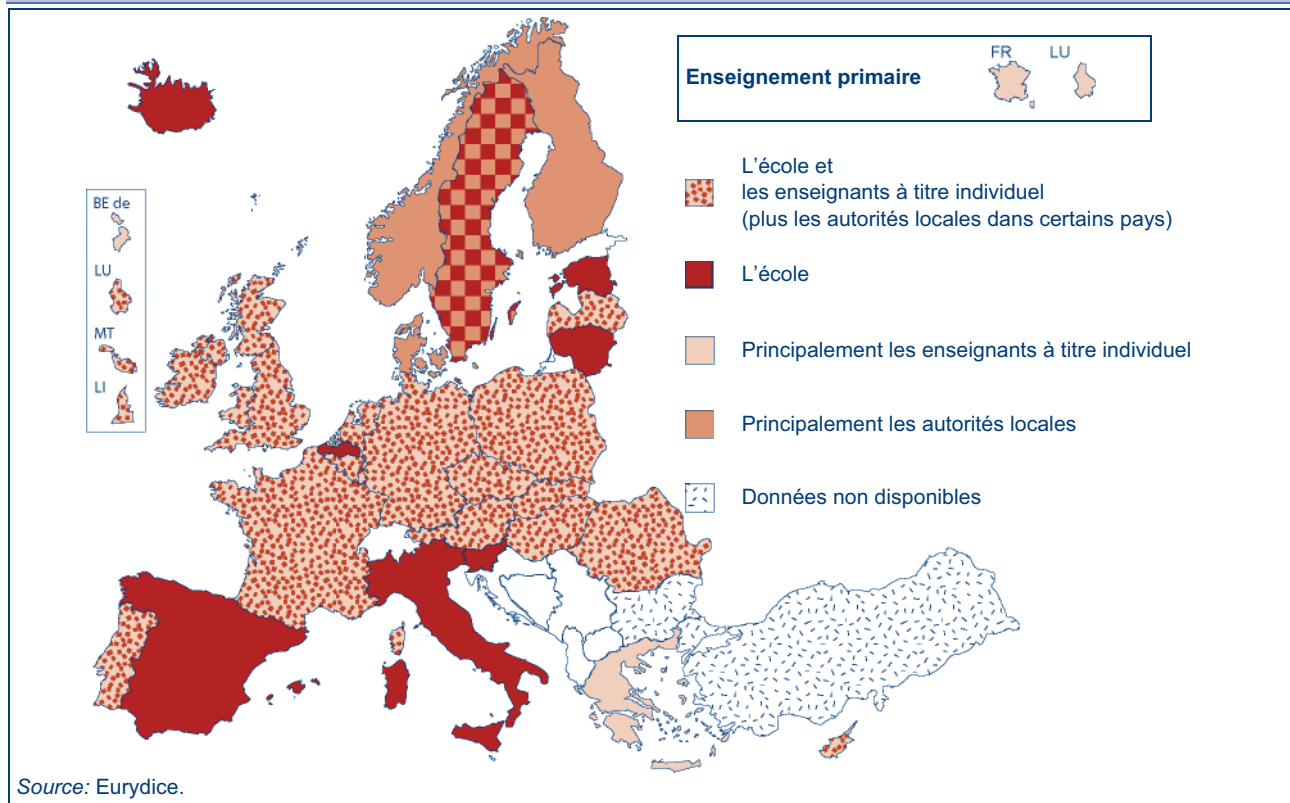 Enseignement primaire
FR
LU
L'école et
les enseignants à titre individuel
(plus les autorités locales dans certains pays)
L'école
Principalement les enseignants à titre individuel
Principalement les autorités locales
Données non disponibles
BE de
LU
MT
LI
Source: Eurydice.